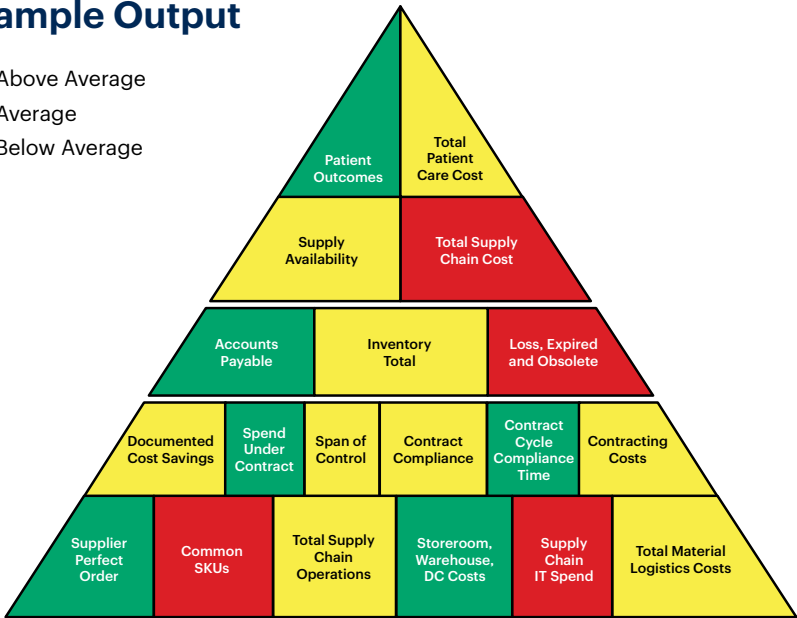 ample Output
Above Average
Average
Below Average
Patient
Outcomes
Total
Patient
Care Cost
Supply
Availability
Total Supply
Chain Cost
Accounts
Payable
Inventory
Total
Loss, Expired
and Obsolete
Documented
Cost Savings
Spend
Under
Contract
Span of
Control
Contract
Compliance
Contract
Cycle
Compliance
Time
Contracting
Costs
Supplier
Perfect
Order
Common
SKUs
Total Supply
Chain
Operations
Storeroom,
Warehouse,
DC Costs
Supply
Chain
IT Spend
Total Material
Logistics Costs